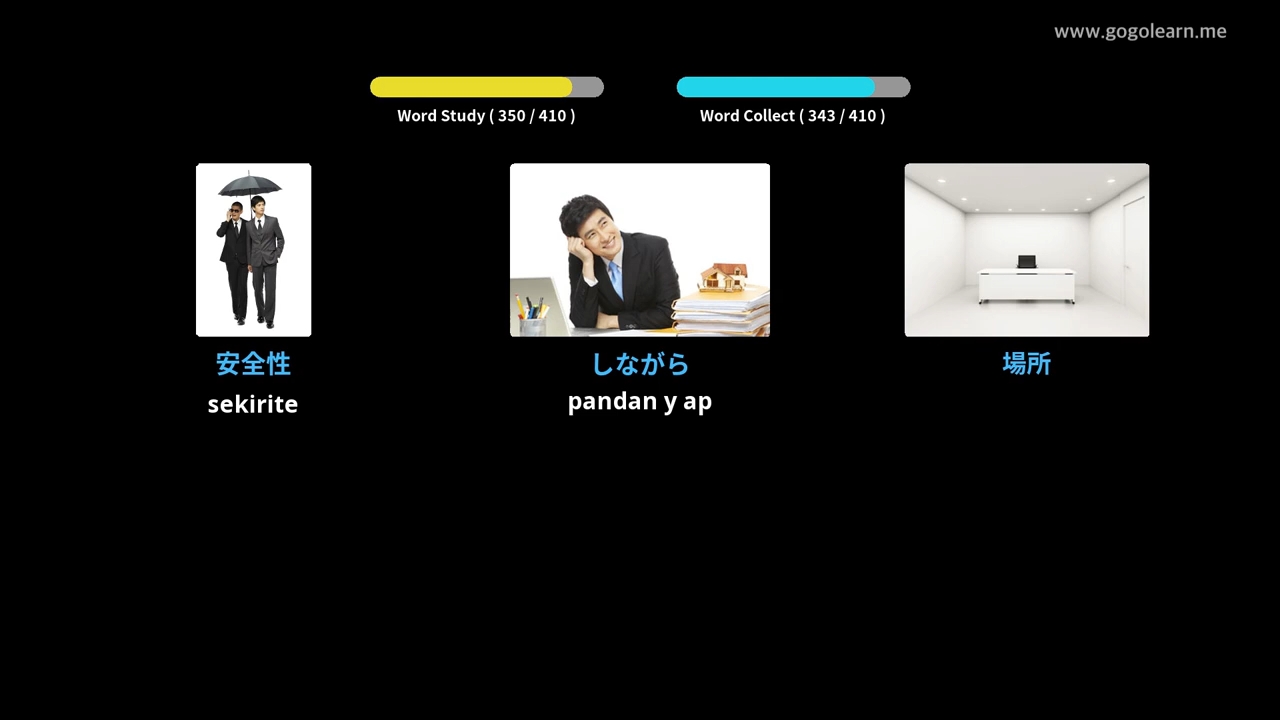 www.gogolearn.me
Word Study ( 350 / 410 )
Word Collect ( 343 / 410 )
安全性
しながら
場所
sekirite
pandan y ap